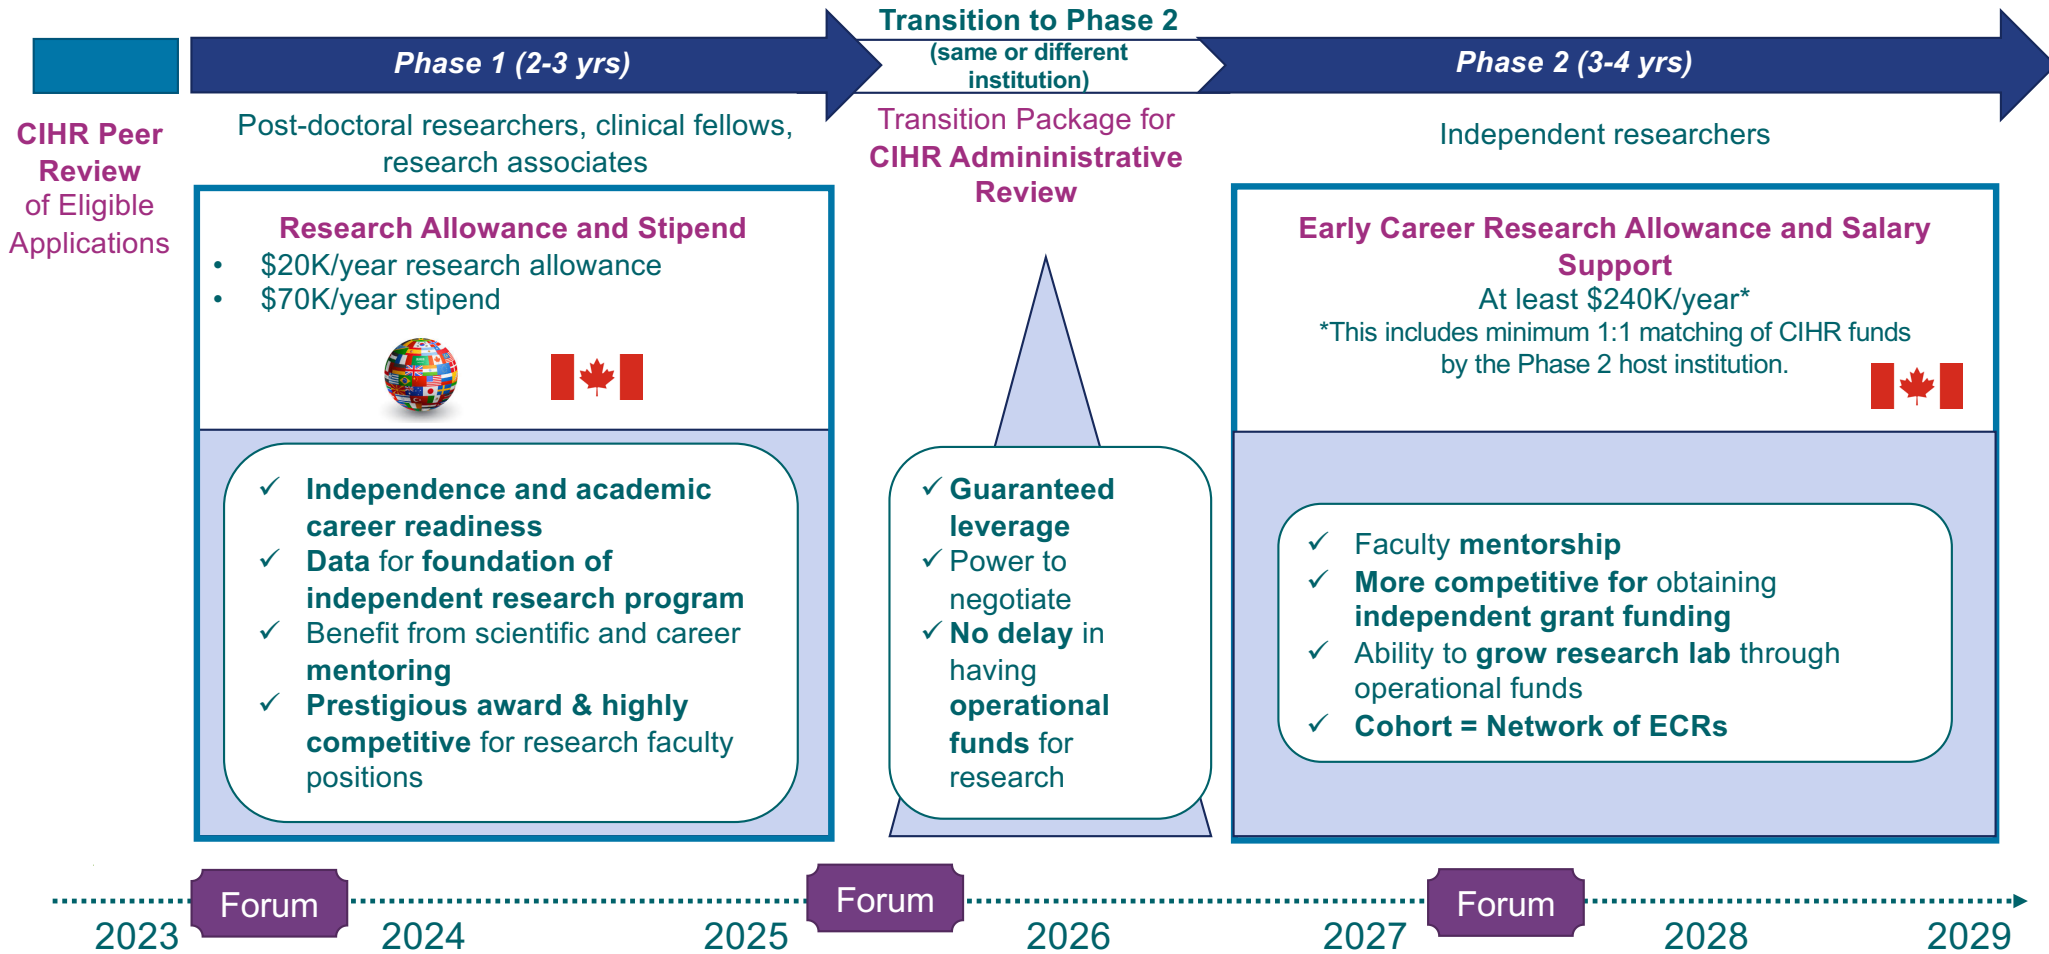 Transition to Phase 2
(same or different
institution)
Phase 1 (2-3 yrs)
Phase 2 (3-4 yrs)
CIHR Peer
Review
of Eligible
Applications
Post-doctoral researchers, clinical fellows,
research associates
Transition Package for
CIHR Admininistrative
Review
Independent researchers
Research Allowance and Stipend
• $20K/year research allowance
• $70K/year stipend
Early Career Research Allowance and Salary
Support
At least $240K/year*
*This includes minimum 1:1 matching of CIHR funds
by the Phase 2 host institution.
✓ Independence and academic
career readiness
✓ Data for foundation of
independent research program
✓ Benefit from scientific and career
mentoring
✓ Prestigious award & highly
competitive for research faculty
positions
✓ Guaranteed
leverage
✓ Power to
negotiate
✓ No delay in
having
operational
funds for
research
✓ Faculty mentorship
✓ More competitive for obtaining
independent grant funding
✓ Ability to grow research lab through
operational funds
✓ Cohort = Network of ECRs
Forum
Forum
Forum
2023
2024
2025
2026
2027
2028
2029